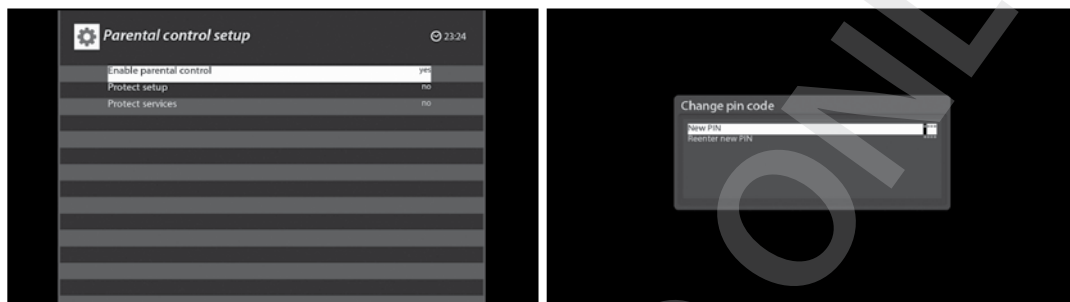 Parental control setup 23:24
Enable parental control yes
Protect setup no
Protect services no
Change pin code
New PIN ****
Reenter new PIN ****
ONL